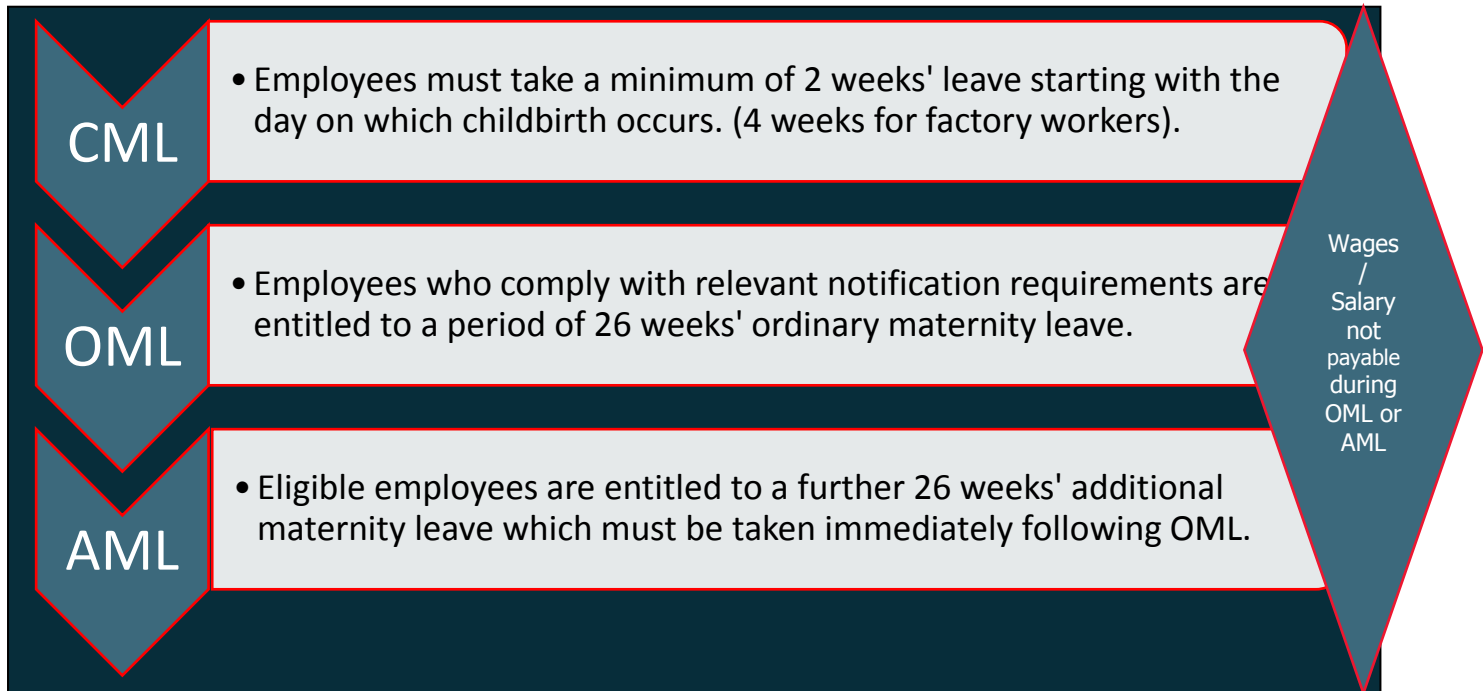 CML
• Employees must take a minimum of 2 weeks' leave starting with the
day on which childbirth occurs. (4 weeks for factory workers).
OML
• Employees who comply with relevant notification requirements are
entitled to a period of 26 weeks' ordinary maternity leave.
AML
• Eligible employees are entitled to a further 26 weeks' additional
maternity leave which must be taken immediately following OML.
Wages
/
Salary
not
payable
during
OML or
AML